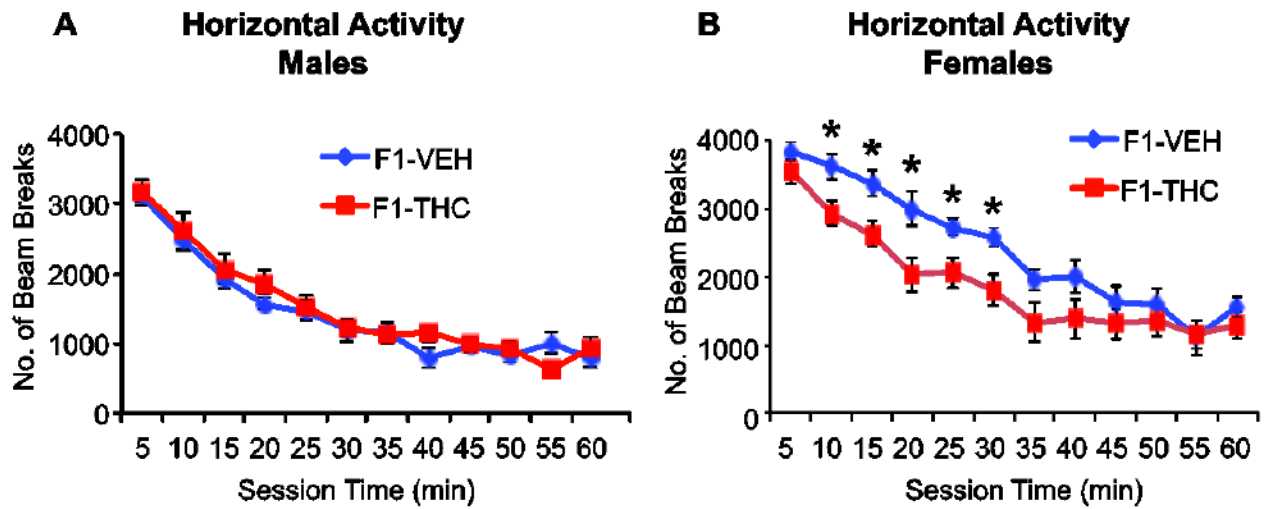 A
Horizontal Activity
Males
4000
3000
2000
1000
0
No. of Beam Breaks
F1-VEH
F1-THC
5 10 15 20 25 30 35 40 45 50 55 60
Session Time (min)
B
Horizontal Activity
Females
4000
3000
2000
1000
0
No. of Beam Breaks
F1-VEH
F1-THC
* * * * *
5 10 15 20 25 30 35 40 45 50 55 60
Session Time (min)